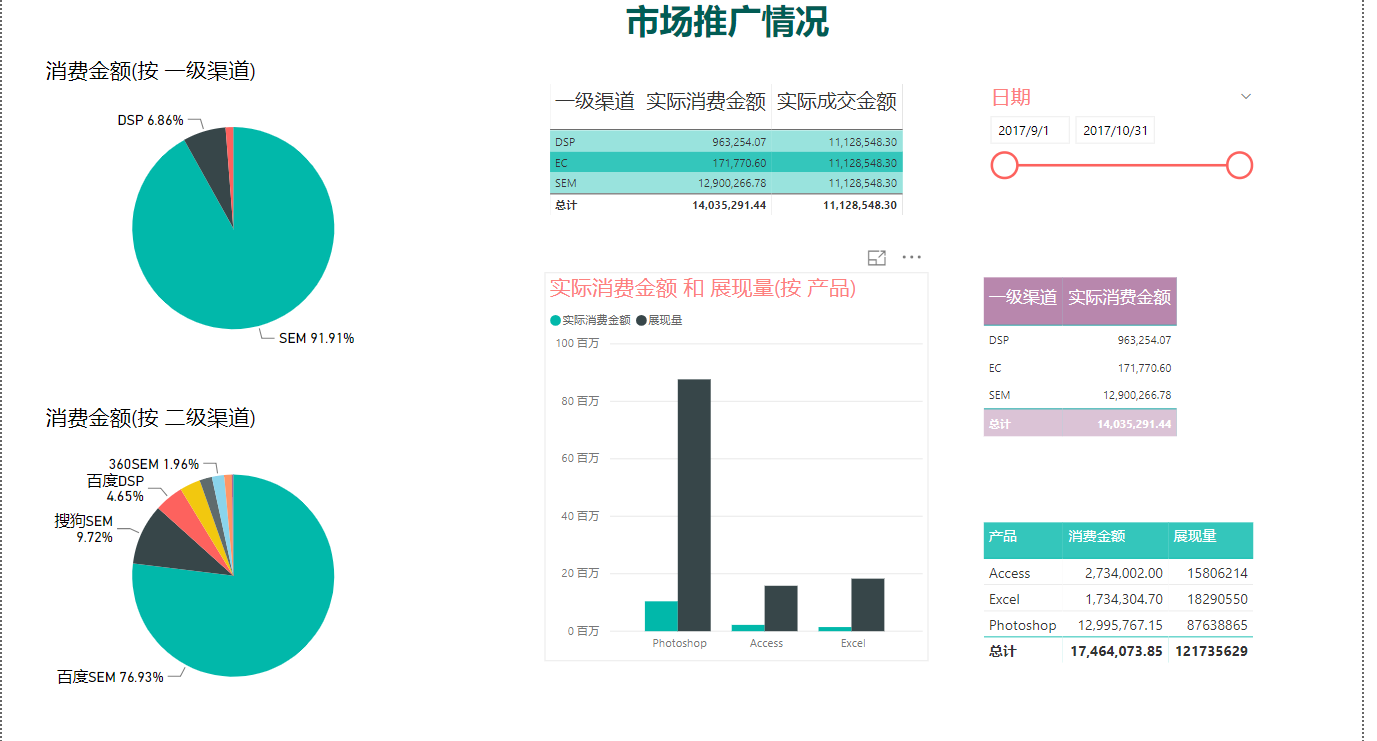 市场推广情况
消费金额(按 一级渠道)
DSP 6.86%
SEM 91.91%
消费金额(按 二级渠道)
360SEM 1.96%
百度DSP
4.65%
搜狗SEM
9.72%
百度SEM 76.93%
一级渠道 实际消费金额 实际成交金额
DSP 963,254.07 11,128,548.30
EC 171,770.60 11,128,548.30
SEM 12,900,266.78 11,128,548.30
总计 14,035,291.44 11,128,548.30
实际消费金额 和 展现量(按 产品)
实际消费金额 展现量
100 百万
80 百万
60 百万
40 百万
20 百万
0 百万
Photoshop Access Excel
日期
2017/9/1 2017/10/31
一级渠道 实际消费金额
DSP 963,254.07
EC 171,770.60
SEM 12,900,266.78
总计 14,035,291.44
产品 消费金额 展现量
Access 2,734,002.00 15806214
Excel 1,734,304.70 18290550
Photoshop 12,995,767.15 87638865
总计 17,464,073.85 121735629